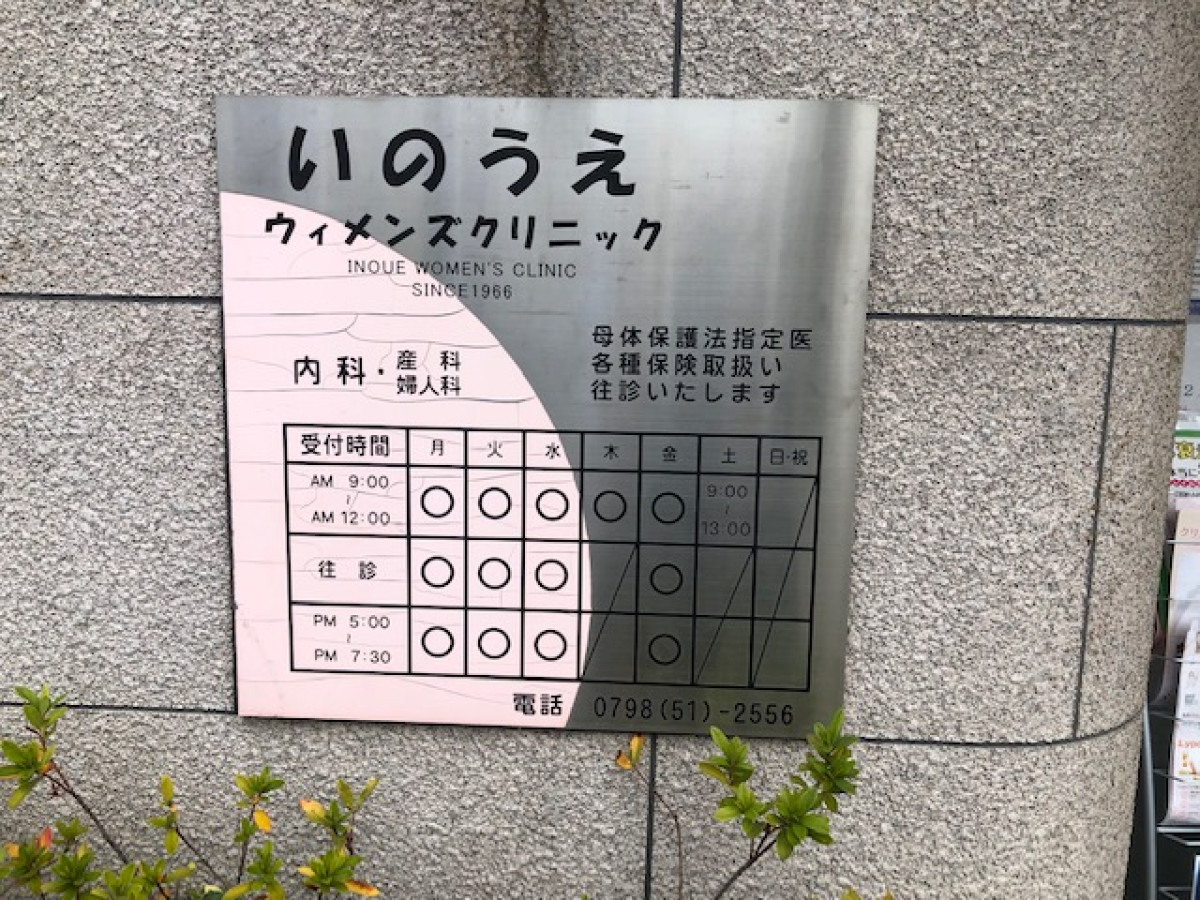 いのうえ
ウィメンズクリニック
INOUE WOMEN'S CLINIC
SINCE1966
母体保護法指定医
各種保険取扱い
往診いたします
内科・産科
婦人科
受付時間 月 火 水 木 金 土 日・祝
AM 9:00 ~ AM 12:00 ○ ○ ○ ○ ○ 9:00 ~ 13:00
往診 ○ ○ ○ ○
PM 5:00 ~ PM 7:30 ○ ○ ○ ○
電話 0798(51)-2556